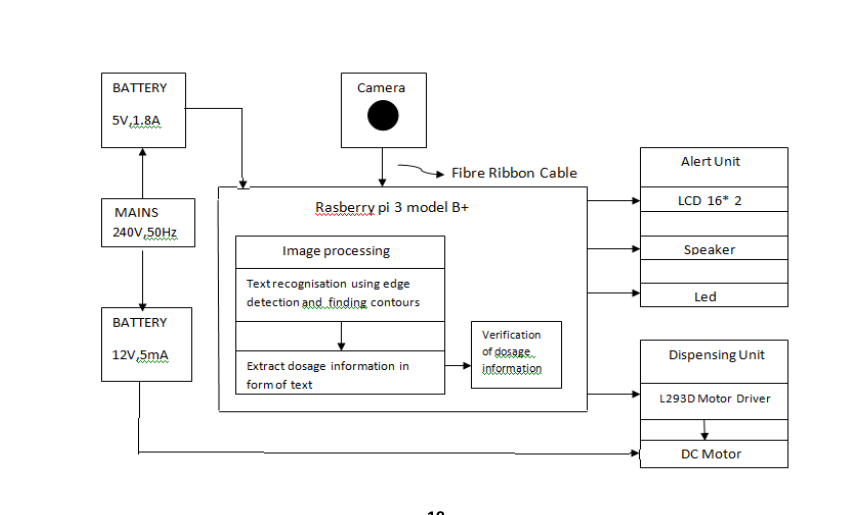 BATTERY
5V,1.8A
Camera
Fibre Ribbon Cable
MAINS
240V,50Hz
BATTERY
12V,5mA
Rasberry pi 3 model B+
Image processing
Text recognisation using edge
detection and finding contours
Extract dosage information in
form of text
Verification
of dosage
information
Alert Unit
LCD 16* 2
Speaker
Led
Dispensing Unit
L293D Motor Driver
DC Motor